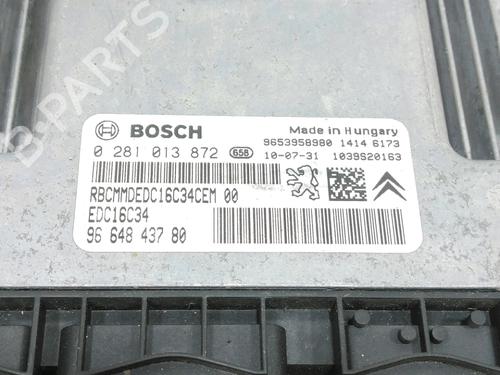 BOSCH
Made in Hungary
9653958980 1414 6173
0 281 013 872 658 10-07-31 1039S20163
RBCMMDEDC16C34CEM 00
EDC16C34
96 648 437 80
B-PARTS